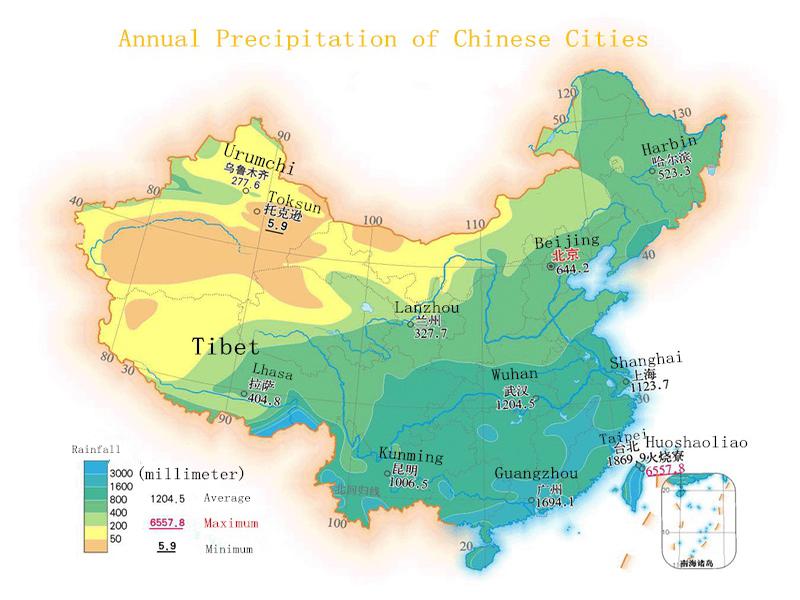 Annual Precipitation of Chinese Cities
120
50
130
Harbin
哈尔滨
523.3
90
Urumchi
乌鲁木齐
277.6
80
Toksun
托克逊
5.9
40
100
110
Beijing
北京
644.2
40
Lanzhou
兰州
327.7
Tibet
80
30
Lhasa
拉萨
404.8
90
Wuhan
武汉
1204.5
Shanghai
上海
1123.7
30
Taipei
台北
1869.9
Huoshaoliao
火烧寮
6557.8
Kunming
昆明
1006.5
Guangzhou
广州
1694.1
北回归线
100
20
Rainfall
(millimeter)
3000
1600
800
400
200
50
1204.5 Average
6557.8 Maximum
5.9 Minimum
20
10
南海诸岛